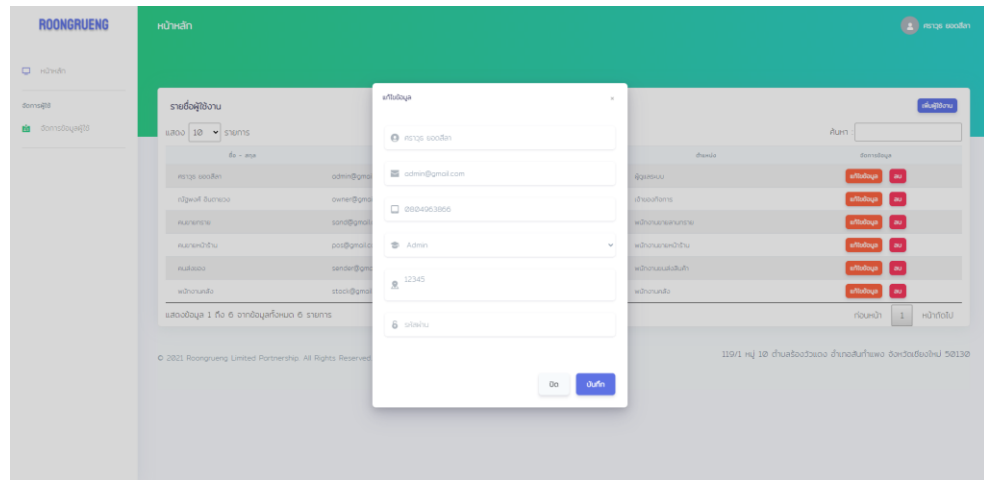 ROONGRUENG
หน้าหลัก
ศราวุธ ยอดสีลา
หน้าหลัก
จัดการผู้ใช้
จัดการข้อมูลผู้ใช้
รายชื่อผู้ใช้งาน
เพิ่มผู้ใช้งาน
แสดง 10 รายการ
ค้นหา :
ชื่อ - สกุล
ตำแหน่ง
จัดการข้อมูล
ศราวุธ ยอดสีลา admin@gmai ผู้ดูแลระบบ แก้ไขข้อมูล ลบ
owner@gmai เจ้าของกิจการ แก้ไขข้อมูล ลบ
คนขายทราย sand@gmail พนักงานขายผ่านทราย แก้ไขข้อมูล ลบ
คนขายหน้าร้าน pos@gmail.co พนักงานขายหน้าร้าน แก้ไขข้อมูล ลบ
คนส่งของ sender@gma พนักงานขนส่งสินค้า แก้ไขข้อมูล ลบ
พนักงานคลัง stock@gmail พนักงานคลัง แก้ไขข้อมูล ลบ
แสดงข้อมูล 1 ถึง 6 จากข้อมูลทั้งหมด 6 รายการ
ก่อนหน้า 1 หน้าถัดไป
© 2021 Roongrueng Limited Partnership. All Rights Reserved.
119/1 หมู่ 10 ตำบลร้องวัวแดง อำเภอสันกำแพง จังหวัดเชียงใหม่ 50130
แก้ไขข้อมูล
×
ศราวุธ ยอดสีลา
admin@gmail.com
0804963866
Admin
12345
รหัสผ่าน
ปิด
บันทึก